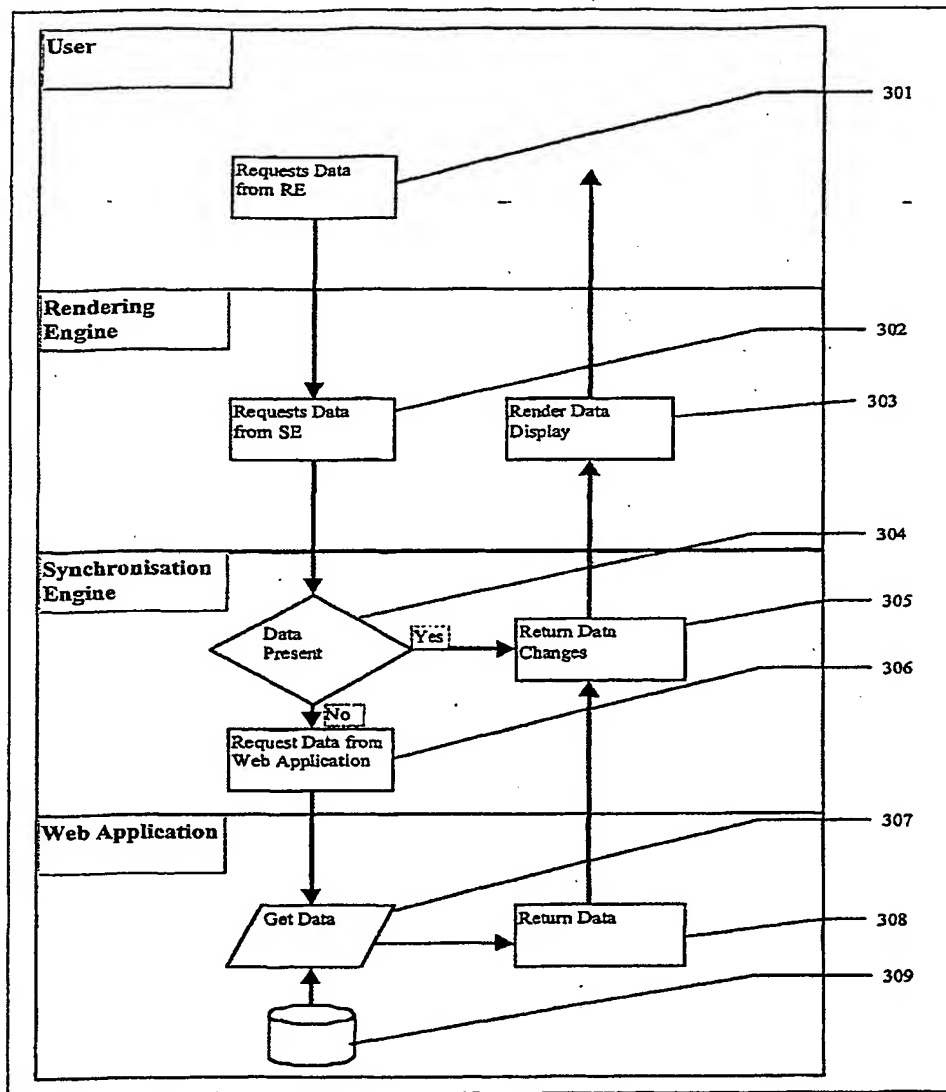 User
301
Requests Data
from RE
Rendering
Engine
302
Requests Data
from SE
Render Data
Display
303
304
Synchronisation
Engine
305
Data
Present
Yes
Return Data
Changes
306
No
Request Data from
Web Application
Web Application
307
Get Data
Return Data
308
309